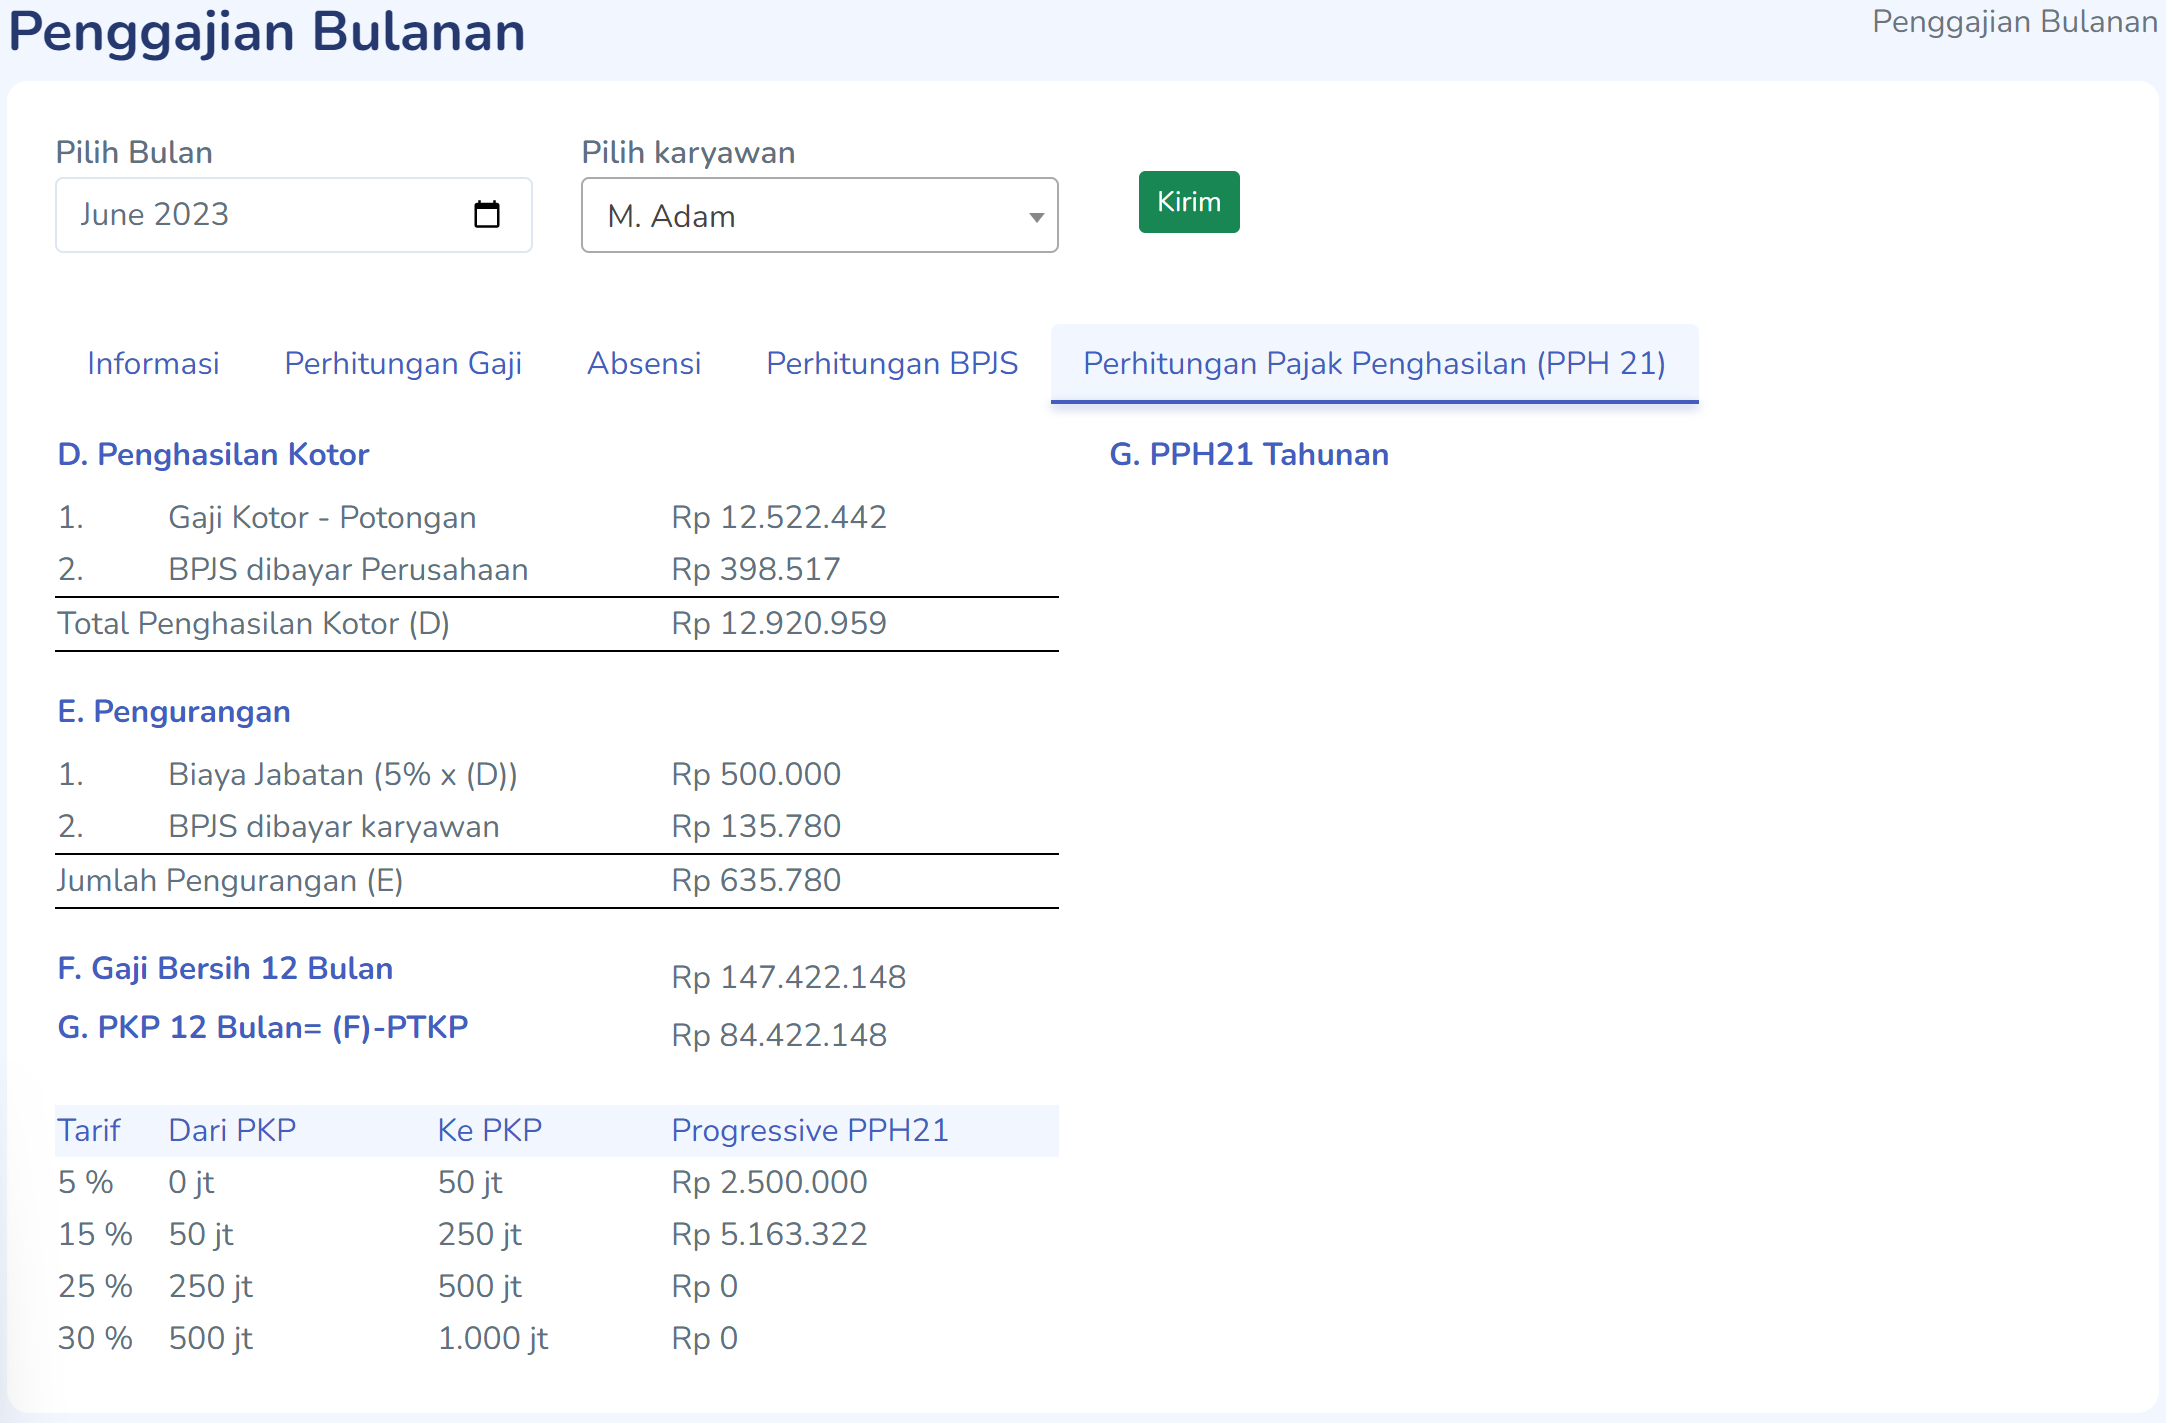 Penggajian Bulanan
Penggajian Bulanan
Pilih Bulan
June 2023
Pilih karyawan
M. Adam
Kirim
Informasi
Perhitungan Gaji
Absensi
Perhitungan BPJS
Perhitungan Pajak Penghasilan (PPH 21)
D. Penghasilan Kotor
1. Gaji Kotor - Potongan Rp 12.522.442
2. BPJS dibayar Perusahaan Rp 398.517
Total Penghasilan Kotor (D) Rp 12.920.959
E. Pengurangan
1. Biaya Jabatan (5% x (D)) Rp 500.000
2. BPJS dibayar karyawan Rp 135.780
Jumlah Pengurangan (E) Rp 635.780
F. Gaji Bersih 12 Bulan Rp 147.422.148
G. PKP 12 Bulan= (F)-PTKP Rp 84.422.148
Tarif Dari PKP Ke PKP Progressive PPH21
5 % 0 jt 50 jt Rp 2.500.000
15 % 50 jt 250 jt Rp 5.163.322
25 % 250 jt 500 jt Rp 0
30 % 500 jt 1.000 jt Rp 0
G. PPH21 Tahunan